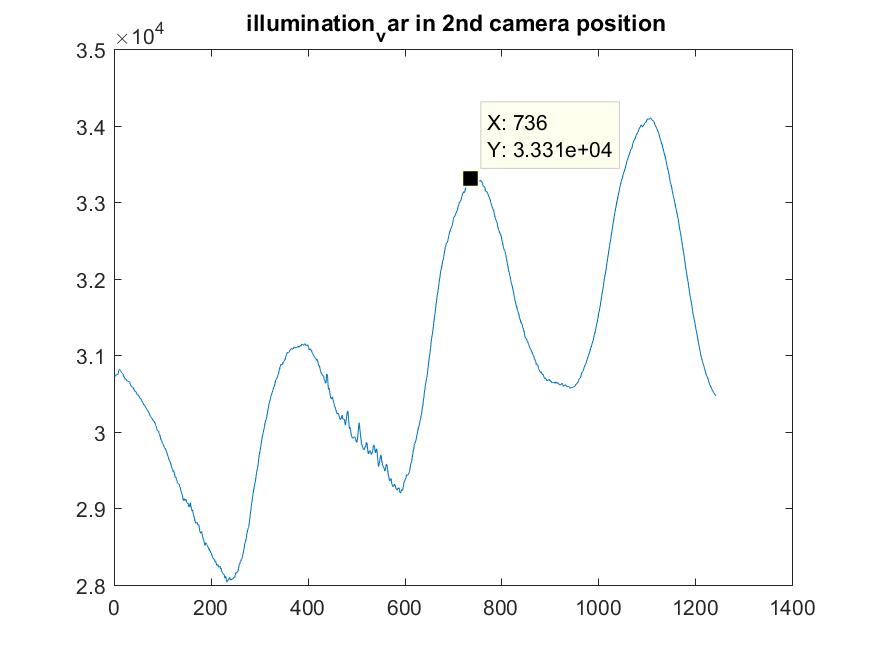 illumination_var in 2nd camera position
×10^4
3.5
3.4
3.3
3.2
3.1
3
2.9
2.8
X: 736
Y: 3.331e+04
0 200 400 600 800 1000 1200 1400